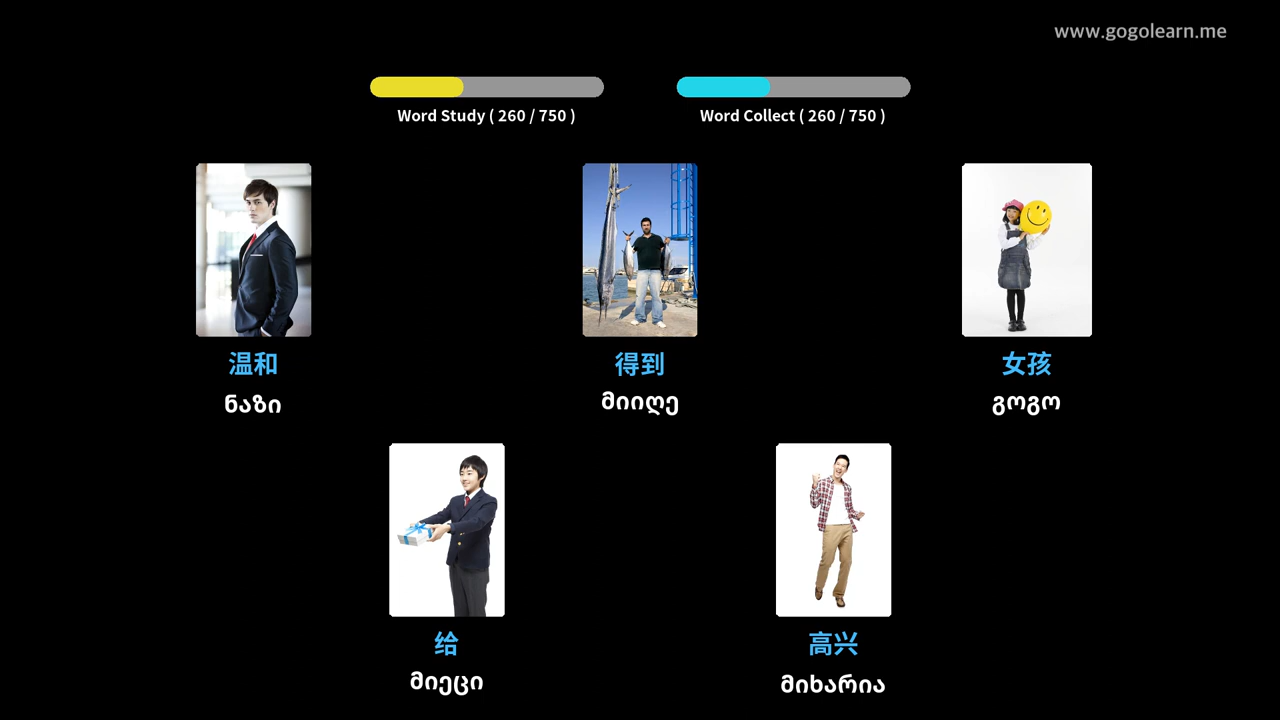 www.gogolearn.me
Word Study ( 260 / 750 )
Word Collect ( 260 / 750 )
温和
得到
女孩
ნაზი
მიიღე
გოგო
给
高兴
მიეცი
მიხარია